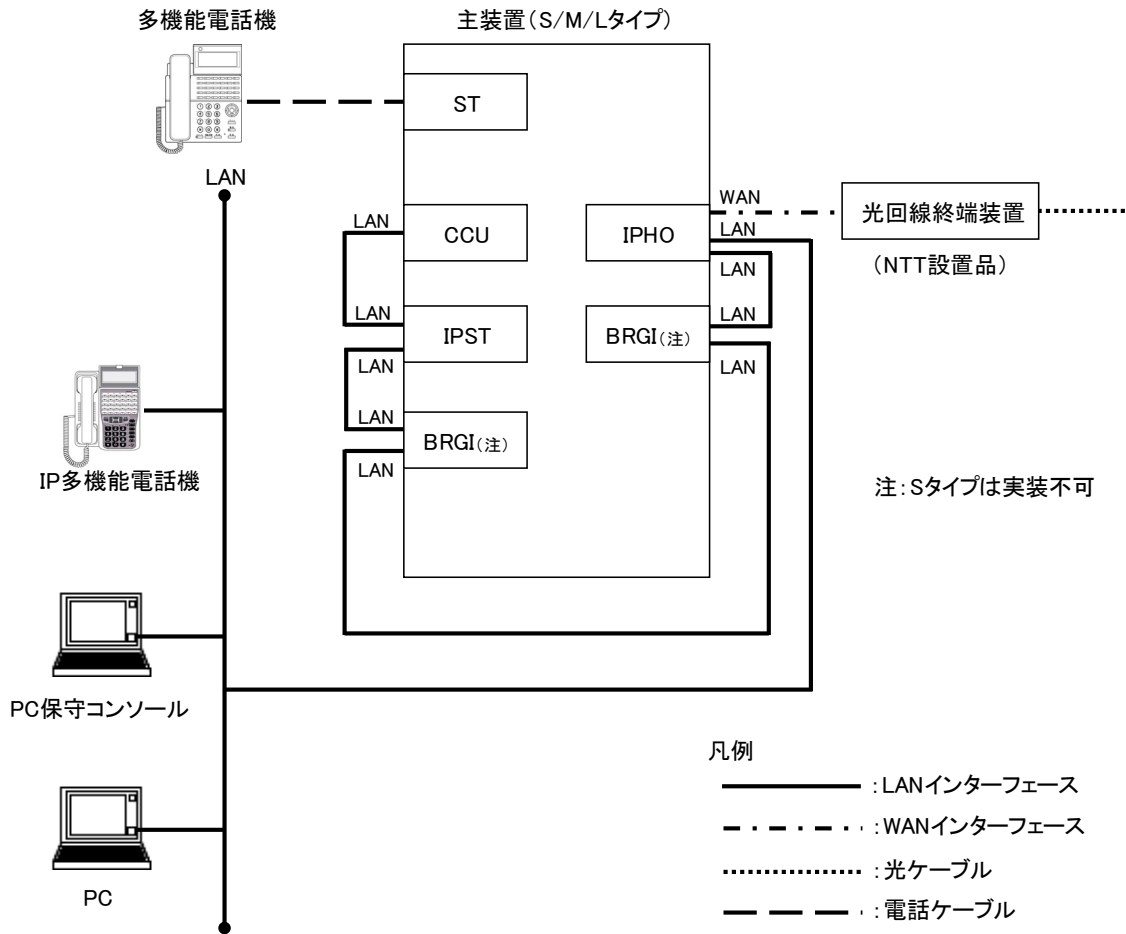 多機能電話機
主装置(S/M/Lタイプ)
ST
LAN
WAN
LAN
CCU
IPHO
LAN
光回線終端装置
(NTT設置品)
LAN
LAN
LAN
IPST
BRGI(注)
LAN
LAN
LAN
BRGI(注)
LAN
IP多機能電話機
注:Sタイプは実装不可
PC保守コンソール
凡例
:LANインターフェース
:WANインターフェース
:光ケーブル
:電話ケーブル
PC